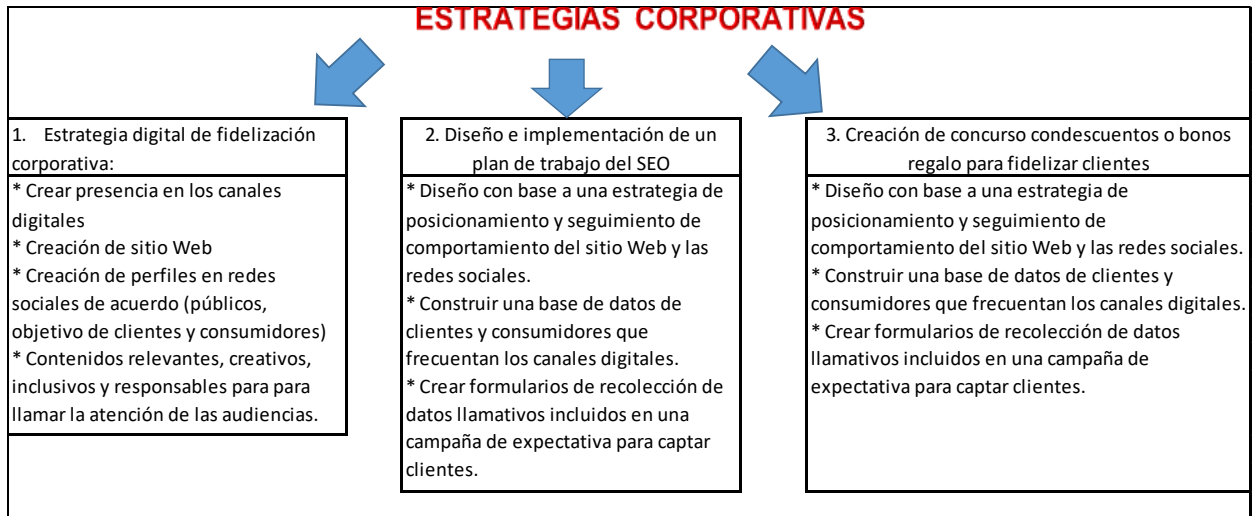 ESTRATEGIAS CORPORATIVAS
1. Estrategia digital de fidelización
corporativa:
* Crear presencia en los canales
digitales
* Creación de sitio Web
* Creación de perfiles en redes
sociales de acuerdo (públicos,
objetivo de clientes y consumidores)
* Contenidos relevantes, creativos,
inclusivos y responsables para para
llamar la atención de las audiencias.
2. Diseño e implementación de un
plan de trabajo del SEO
* Diseño con base a una estrategia de
posicionamiento y seguimiento de
comportamiento del sitio Web y las
redes sociales.
* Construir una base de datos de
clientes y consumidores que
frecuentan los canales digitales.
* Crear formularios de recolección de
datos llamativos incluidos en una
campaña de expectativa para captar
clientes.
3. Creación de concurso condescuentos o bonos
regalo para fidelizar clientes
* Diseño con base a una estrategia de
posicionamiento y seguimiento de
comportamiento del sitio Web y las redes sociales.
* Construir una base de datos de clientes y
consumidores que frecuentan los canales digitales.
* Crear formularios de recolección de datos
llamativos incluidos en una campaña de
expectativa para captar clientes.